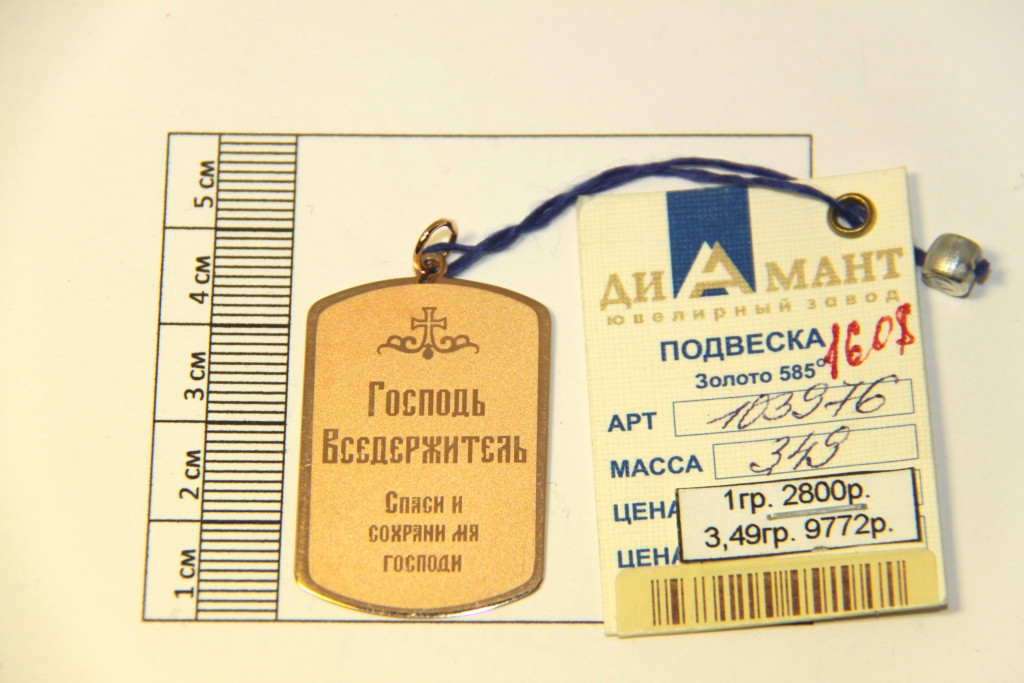 5 см
4 см
3 см
2 см
1 см
Господь
Вседержитель
Спаси и
сохрани мя
господи
ДИАМАНТ
ювелирный завод
ПОДВЕСКА
160$
Золото 585°
АРТ 103976
МАССА 349
ЦЕНА
1гр. 2800р.
3,49гр. 9772р.
ЦЕНА